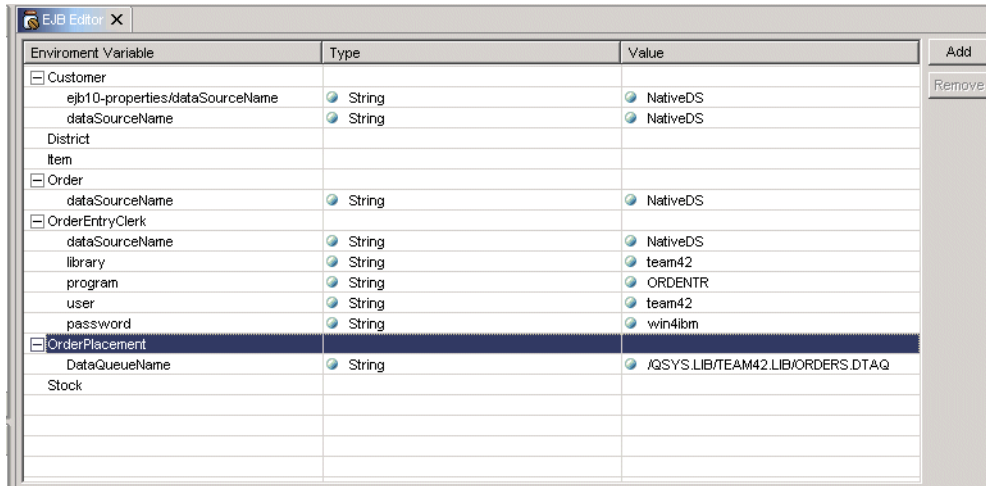 EJB Editor X
Enviroment Variable Type Value Add
Customer Remove
ejb10-properties/dataSourceName String NativeDS
dataSourceName String NativeDS
District
Item
Order
dataSourceName String NativeDS
OrderEntryClerk
dataSourceName String NativeDS
library String team42
program String ORDENTR
user String team42
password String win4ibm
OrderPlacement
DataQueueName String /QSYS.LIB/TEAM42.LIB/ORDERS.DTAQ
Stock